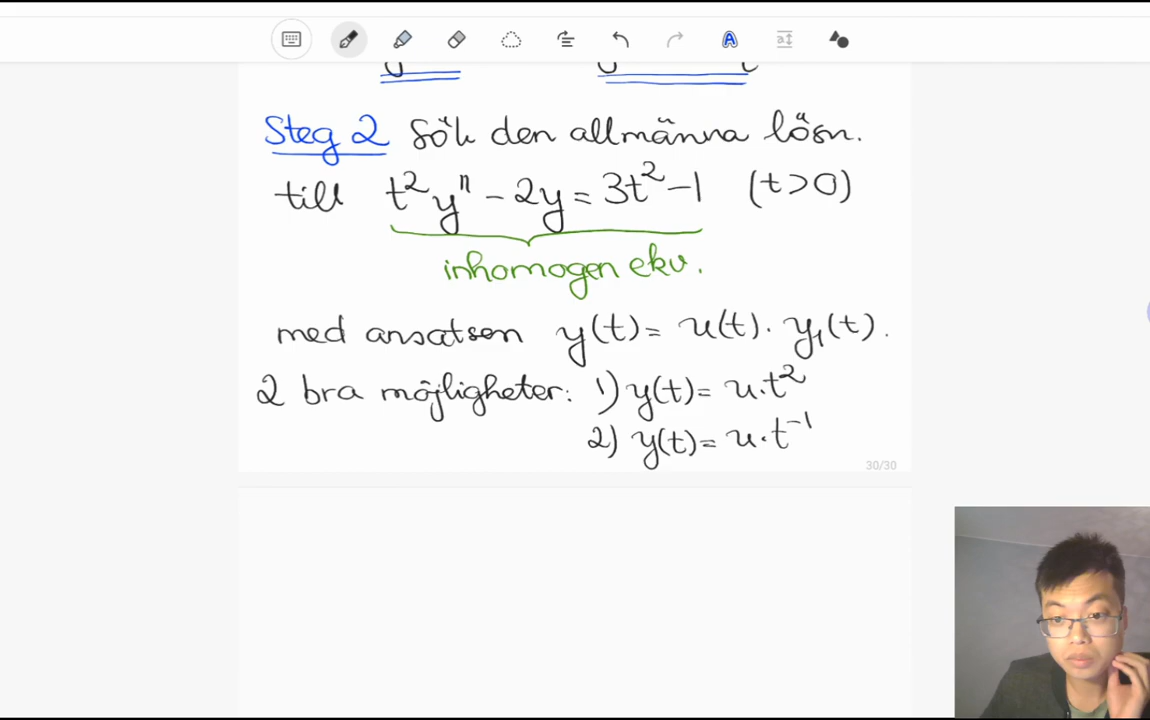 Steg 2 Sök den allmänna lösn.
till t²y" - 2y = 3t² - 1 (t>0)
inhomogen ekv.
med ansatsen y(t) = u(t) · y₁(t).
2 bra möjligheter: 1) y(t) = u·t²
2) y(t) = u·t⁻¹
30/30